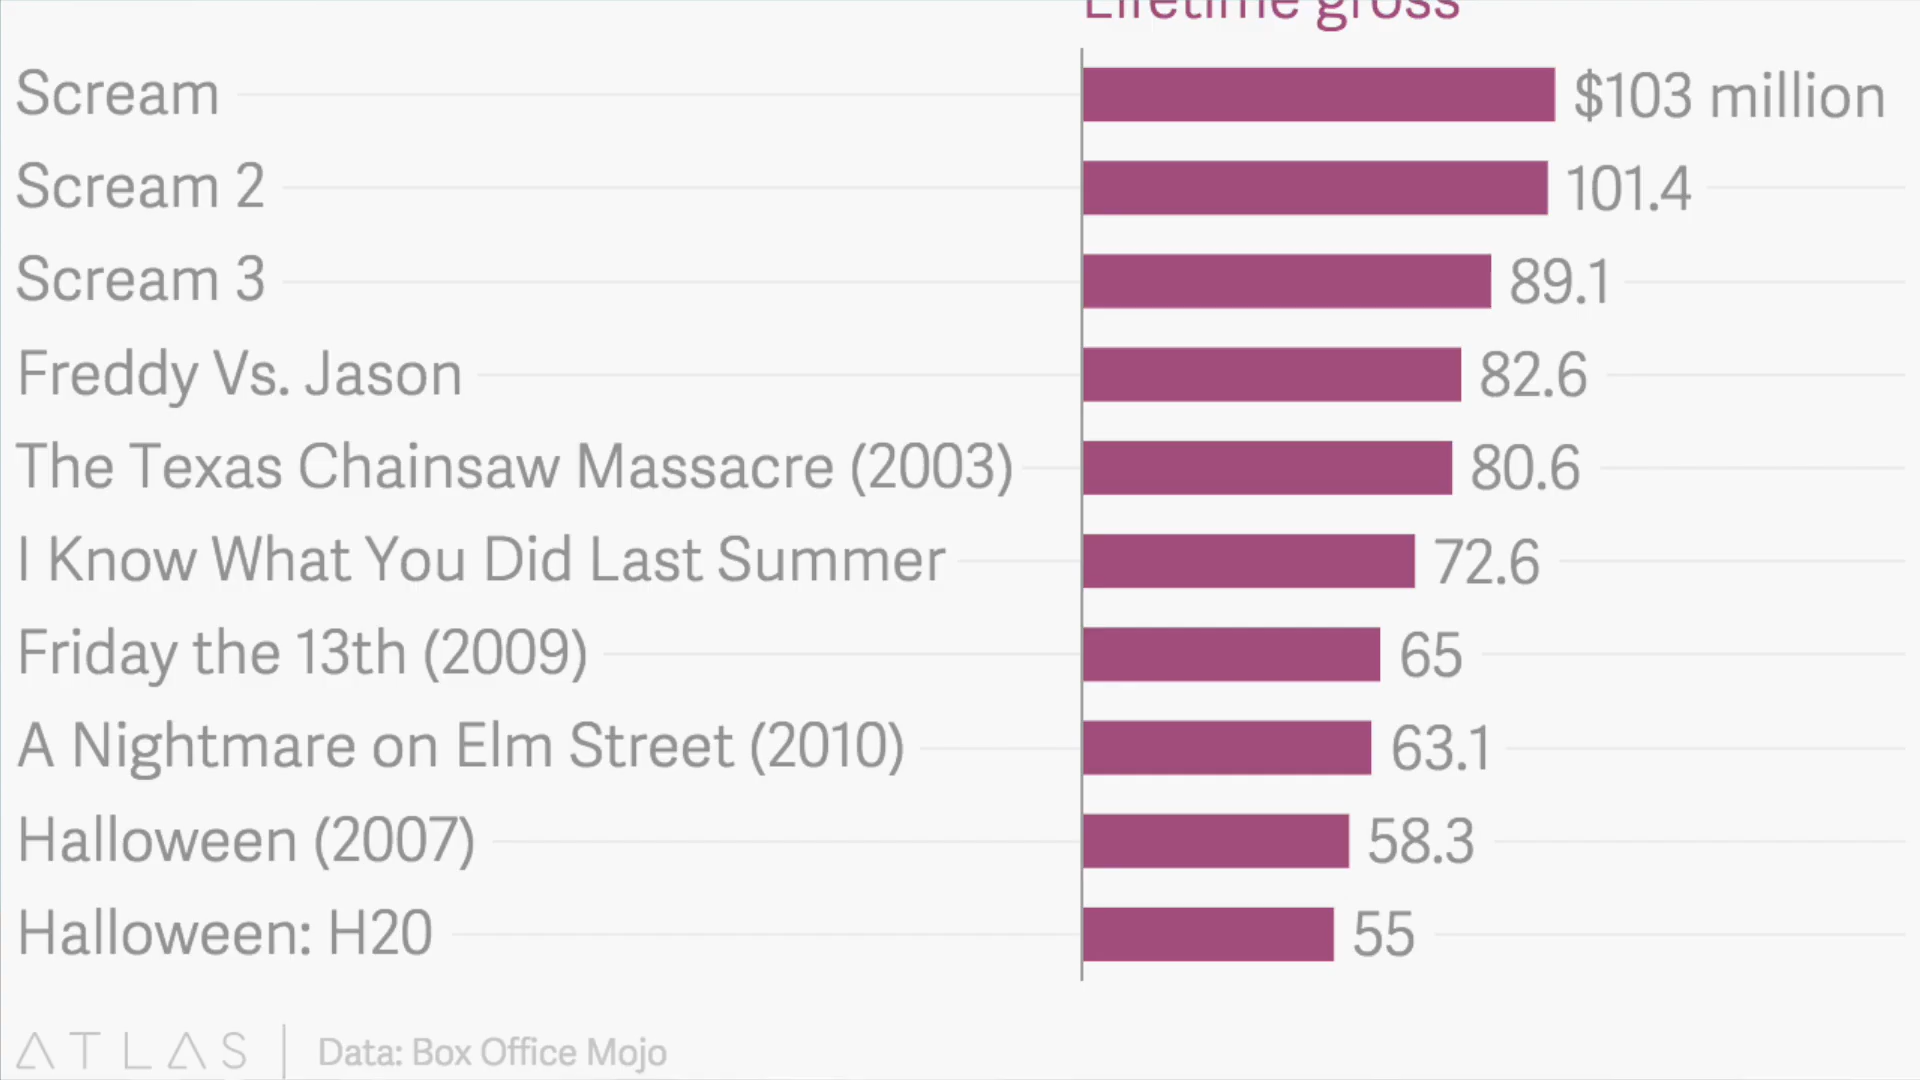 Lifetime gross
Scream $103 million
Scream 2 101.4
Scream 3 89.1
Freddy Vs. Jason 82.6
The Texas Chainsaw Massacre (2003) 80.6
I Know What You Did Last Summer 72.6
Friday the 13th (2009) 65
A Nightmare on Elm Street (2010) 63.1
Halloween (2007) 58.3
Halloween: H20 55
ATLAS | Data: Box Office Mojo